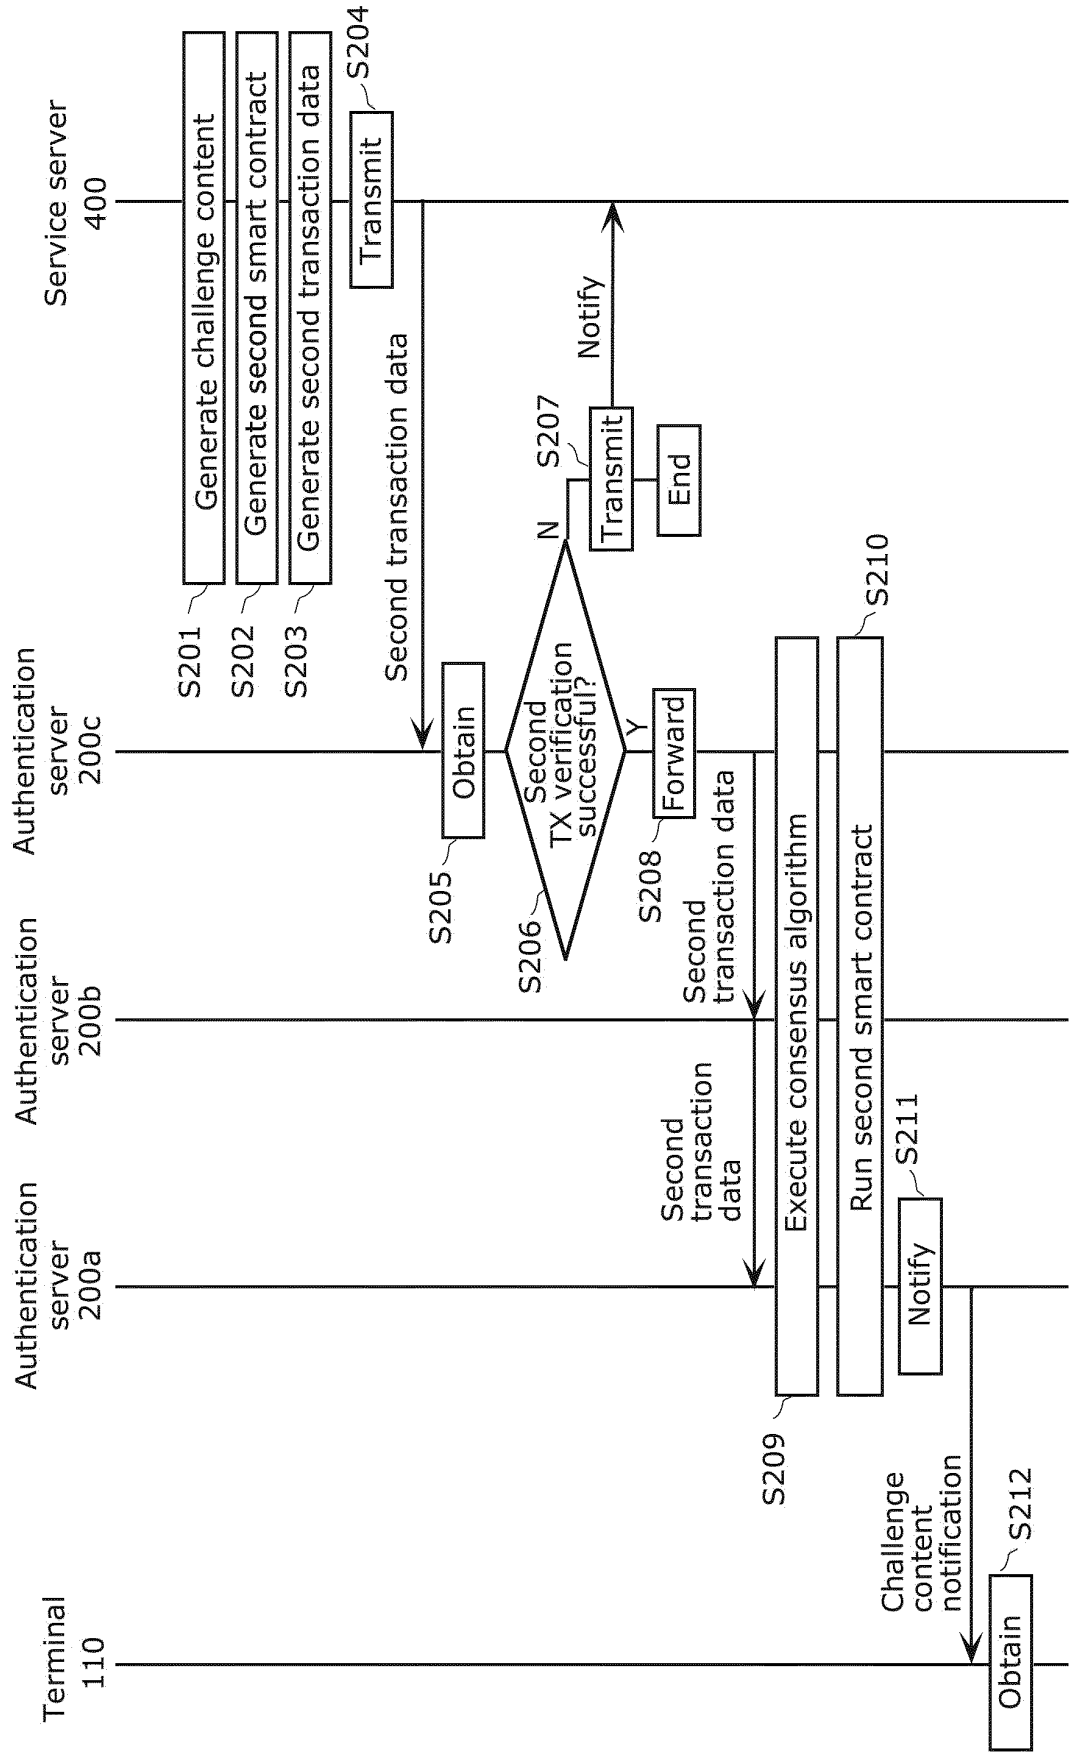 Terminal
110
Authentication
server
200a
Authentication
server
200b
Authentication
server
200c
Service server
400
S201
Generate challenge content
S202
Generate second smart contract
S203
Generate second transaction data
Transmit
S204
Second transaction data
S205
Obtain
S206
Second
TX verification
successful?
N
Y
S207
Transmit
Notify
End
S208
Forward
Second
transaction data
Second
transaction
data
S209
Execute consensus algorithm
Run second smart contract
S210
Notify
S211
Challenge
content
notification
Obtain
S212